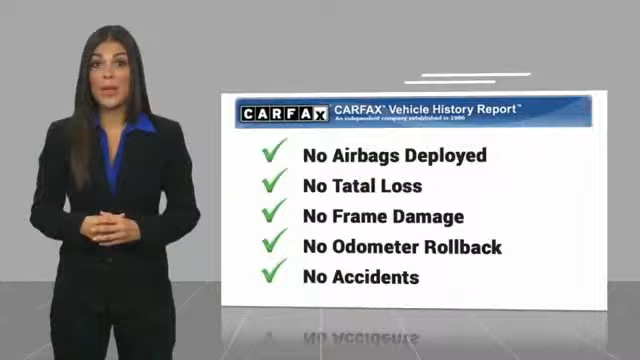 CARFAX CARFAX® Vehicle History Report™
An independent company established in 1986
No Airbags Deployed
No Tatal Loss
No Frame Damage
No Odometer Rollback
No Accidents